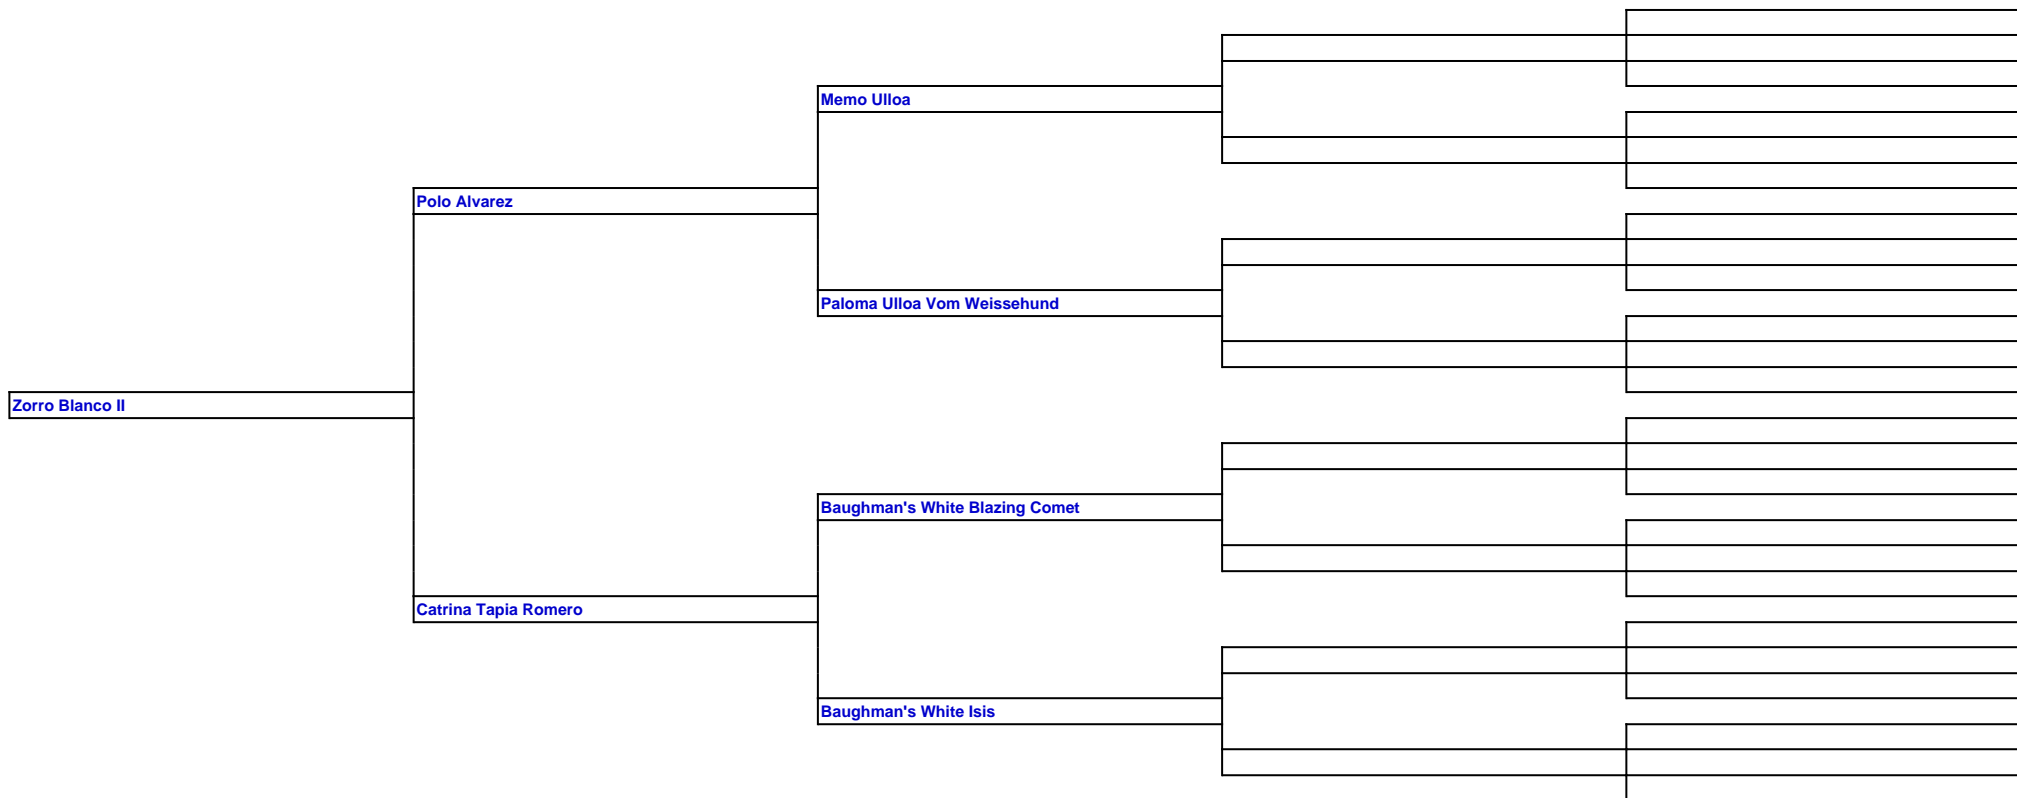 Memo Ulloa
Polo Alvarez
Paloma Ulloa Vom Weissehund
Zorro Blanco II
Baughman's White Blazing Comet
Catrina Tapia Romero
Baughman's White Isis